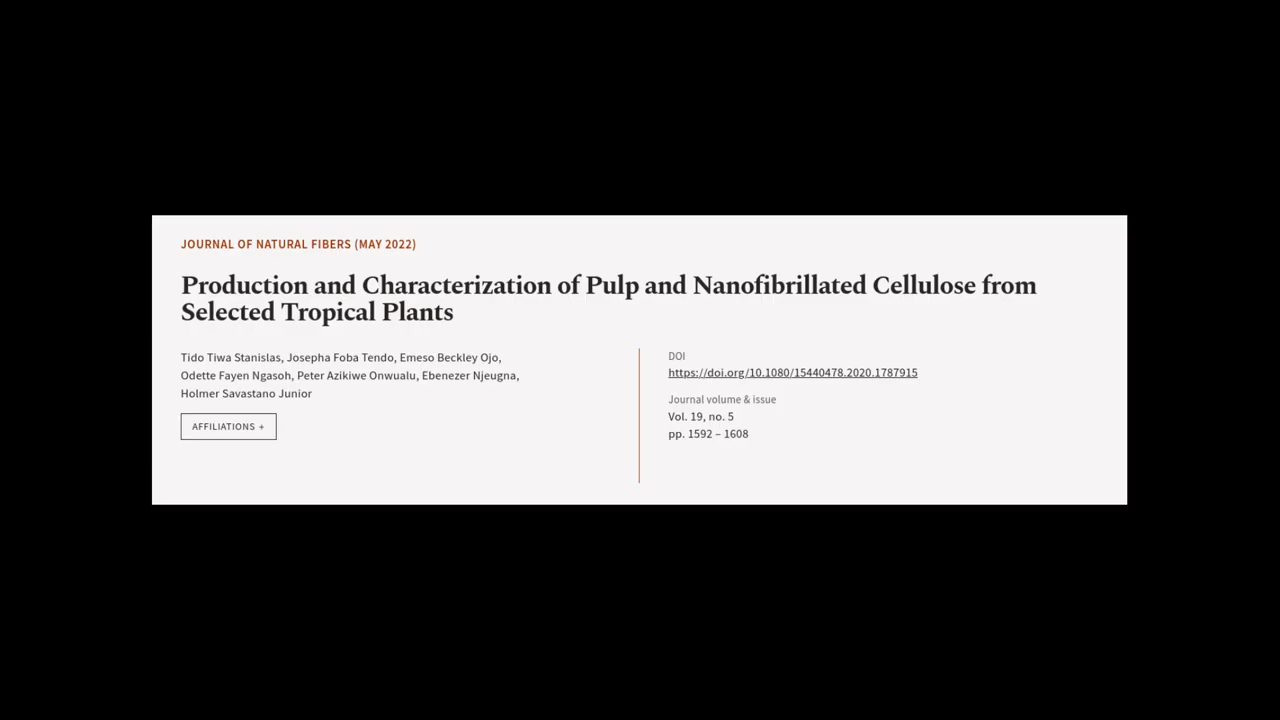 JOURNAL OF NATURAL FIBERS (MAY 2022)
Production and Characterization of Pulp and Nanofibrillated Cellulose from
Selected Tropical Plants
Tido Tiwa Stanislas, Josepha Foba Tendo, Emeso Beckley Ojo,
Odette Fayen Ngasoh, Peter Azikiwe Onwualu, Ebenezer Njeugna,
Holmer Savastano Junior
AFFILIATIONS +
DOI
https://doi.org/10.1080/15440478.2020.1787915
Journal volume & issue
Vol. 19, no. 5
pp. 1592 – 1608